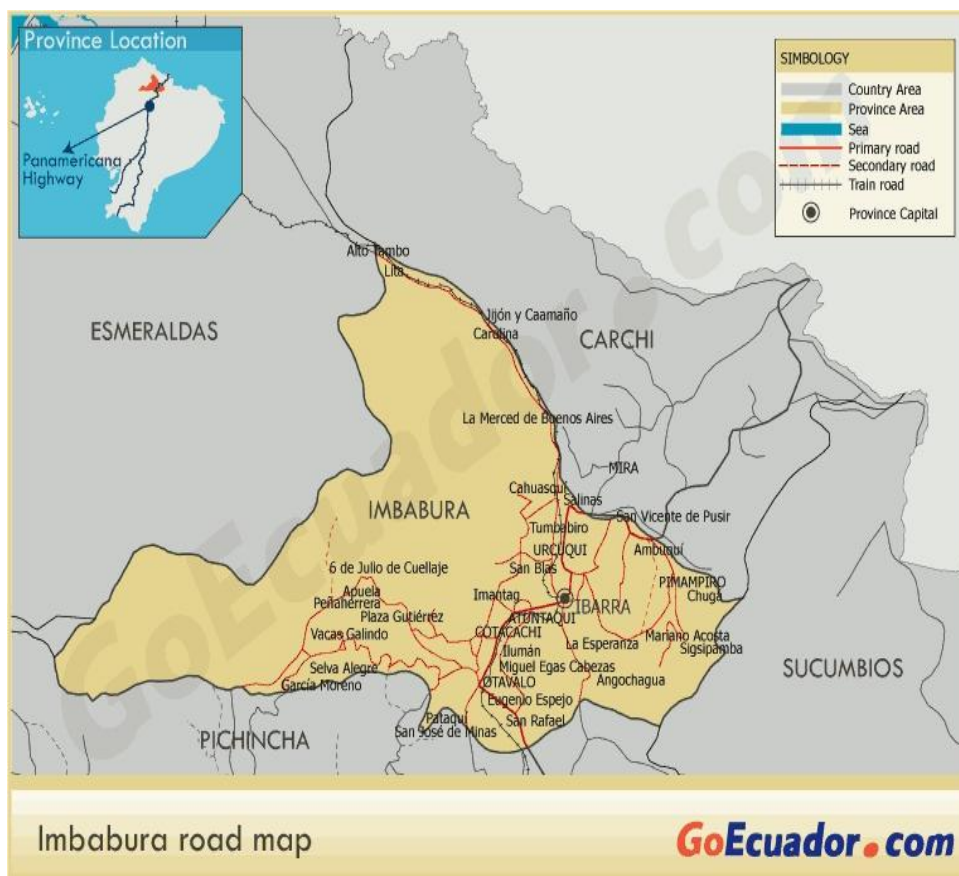 Province Location
Panamericana
Highway
SIMBOLOGY
Country Area
Province Area
Sea
Primary road
Secondary road
Train road
Province Capital
GoEcuador.com
Alto Tambo
Lita
ESMERALDAS
Jijón y Caamaño
Carolina
CARCHI
La Merced de Buenos Aires
MIRA
Cahuasquí
Salinas
IMBABURA
San Vicente de Pusir
Tumbabiro
URCUQUI
Ambuquí
San Blas
6 de Julio de Cuellaje
PIMAMPIRO
Apuela
Imantag
Chuga
Peñaherrera
IBARRA
Plaza Gutiérrez
ATUNTAQUI
Vacas Galindo
COTACACHI
Mariano Acosta
La Esperanza
Sigsipamba
Ilumán
Selva Alegre
Miguel Egas Cabezas
SUCUMBIOS
García Moreno
OTAVALO
Angochagua
Eugenio Espejo
Pataquí
San Rafael
San José de Minas
PICHINCHA
Imbabura road map
GoEcuador.com